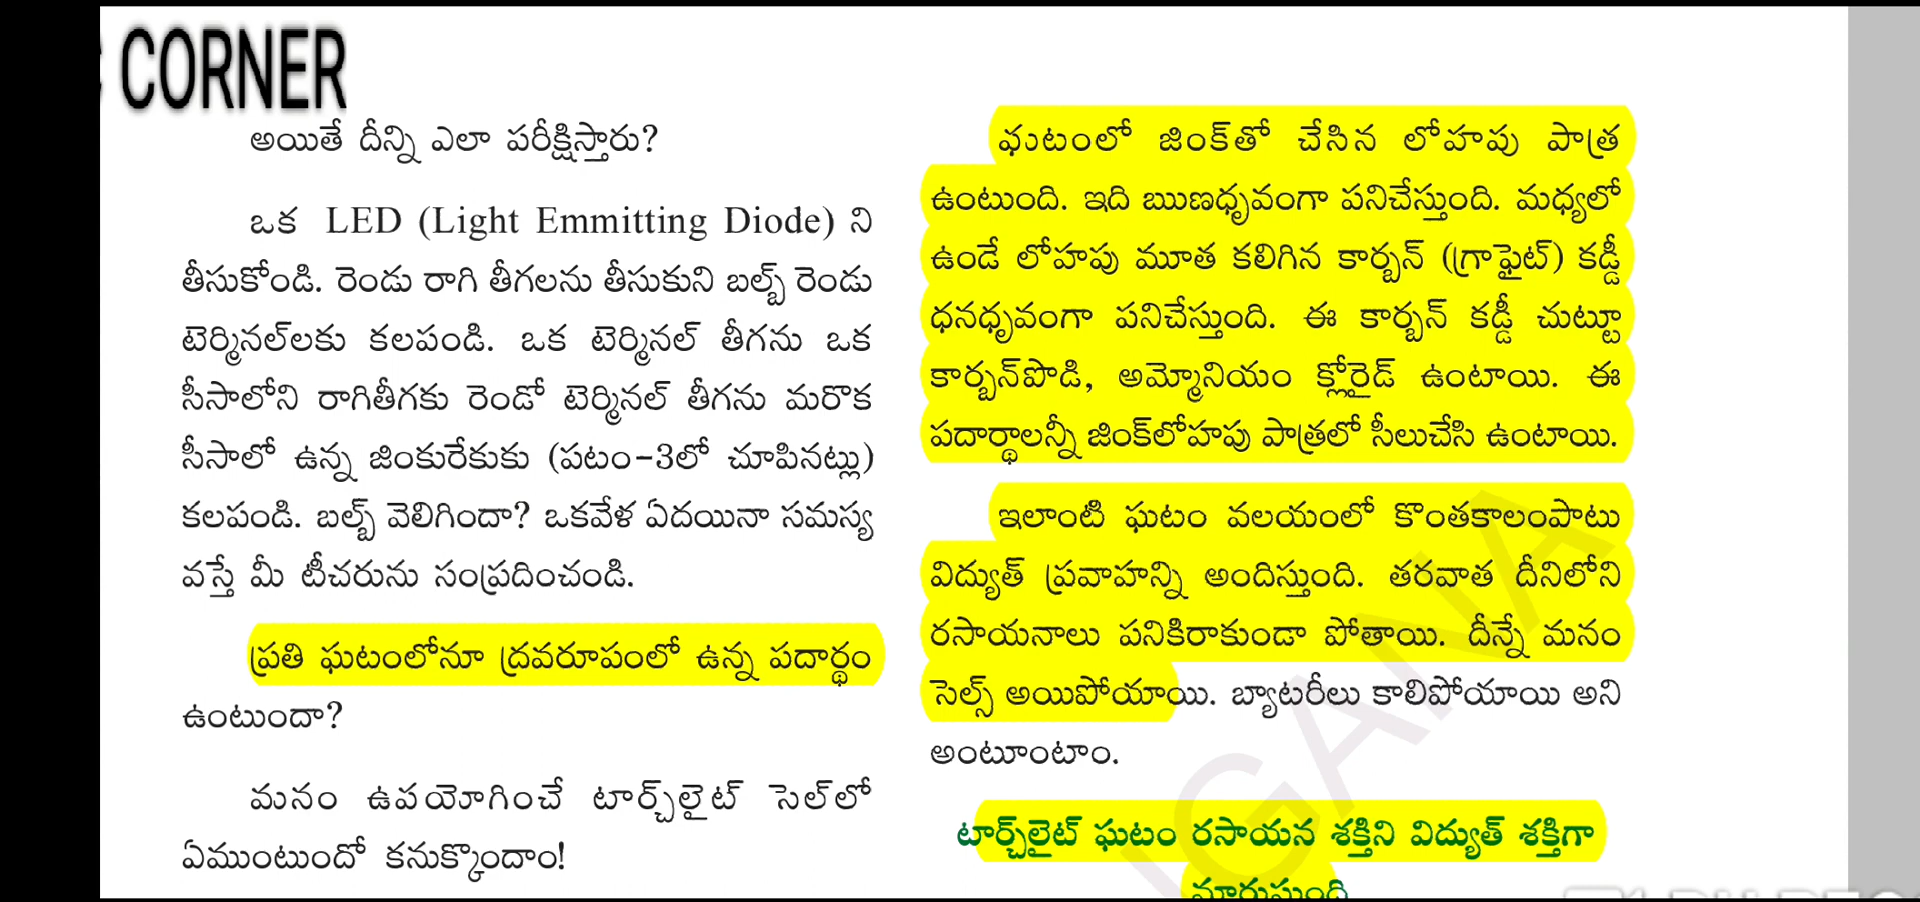 CORNER
అయితే దీన్ని ఎలా పరీక్షిస్తారు?
ఒక LED (Light Emmitting Diode) ని
తీసుకోండి. రెండు రాగి తీగలను తీసుకుని బల్బ్ రెండు
టెర్మినల్‌లకు కలపండి. ఒక టెర్మినల్ తీగను ఒక
సీసాలోని రాగితీగకు రెండో టెర్మినల్ తీగను మరొక
సీసాలో ఉన్న జింకురేకుకు (పటం-3లో చూపినట్లు)
కలపండి. బల్బ్ వెలిగిందా? ఒకవేళ ఏదయినా సమస్య
వస్తే మీ టీచరును సంప్రదించండి.
ప్రతి ఘటంలోనూ ద్రవరూపంలో ఉన్న పదార్థం
ఉంటుందా?
మనం ఉపయోగించే టార్చ్‌లైట్ సెల్‌లో
ఏముంటుందో కనుక్కొందాం!
ఘటంలో జింక్‌తో చేసిన లోహపు పాత్ర
ఉంటుంది. ఇది ఋణధృవంగా పనిచేస్తుంది. మధ్యలో
ఉండే లోహపు మూత కలిగిన కార్బన్ (గ్రాఫైట్) కడ్డీ
ధనధృవంగా పనిచేస్తుంది. ఈ కార్బన్ కడ్డీ చుట్టూ
కార్బన్‌పొడి, అమ్మోనియం క్లోరైడ్ ఉంటాయి. ఈ
పదార్థాలన్నీ జింక్‌లోహపు పాత్రలో సీలుచేసి ఉంటాయి.
ఇలాంటి ఘటం వలయంలో కొంతకాలంపాటు
విద్యుత్ ప్రవాహన్ని అందిస్తుంది. తరవాత దీనిలోని
రసాయనాలు పనికిరాకుండా పోతాయి. దీన్నే మనం
సెల్స్ అయిపోయాయి. బ్యాటరీలు కాలిపోయాయి అని
అంటూంటాం.
టార్చ్‌లైట్ ఘటం రసాయన శక్తిని విద్యుత్ శక్తిగా
మారుస్తుంది